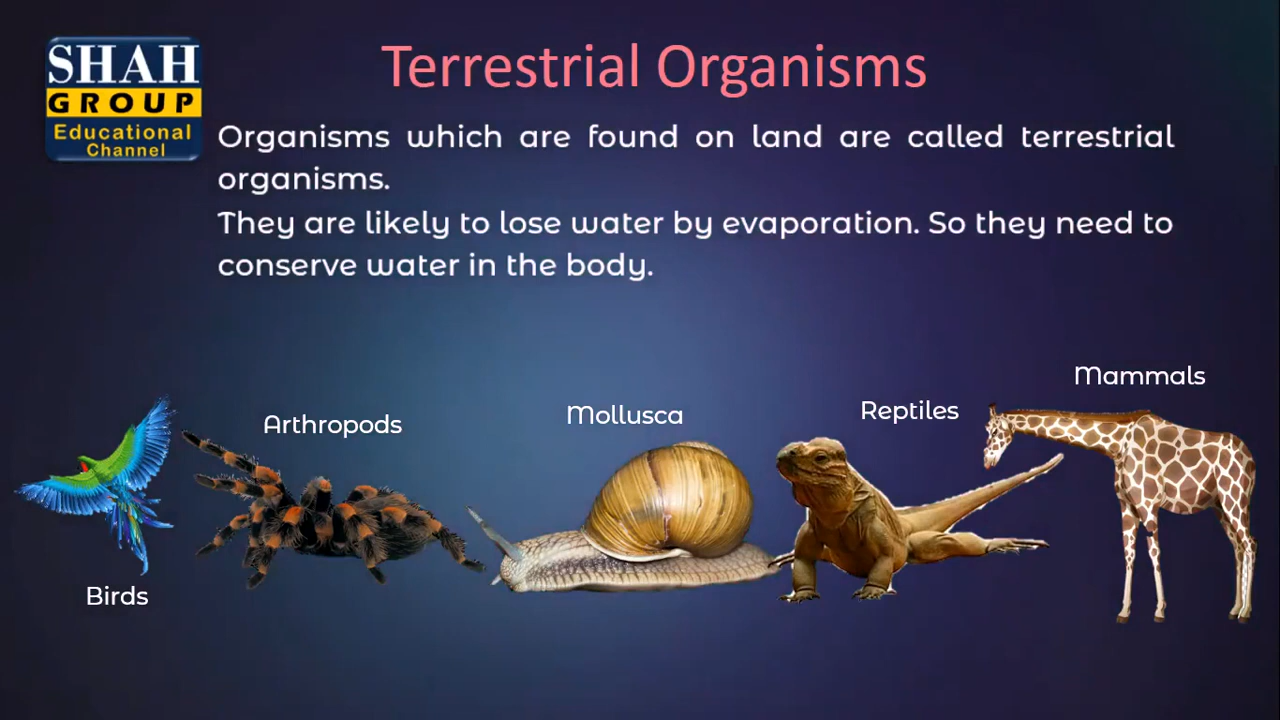 SHAH
GROUP
Educational
Channel
Terrestrial Organisms
Organisms which are found on land are called terrestrial
organisms.
They are likely to lose water by evaporation. So they need to
conserve water in the body.
Mammals
Reptiles
Mollusca
Arthropods
Birds